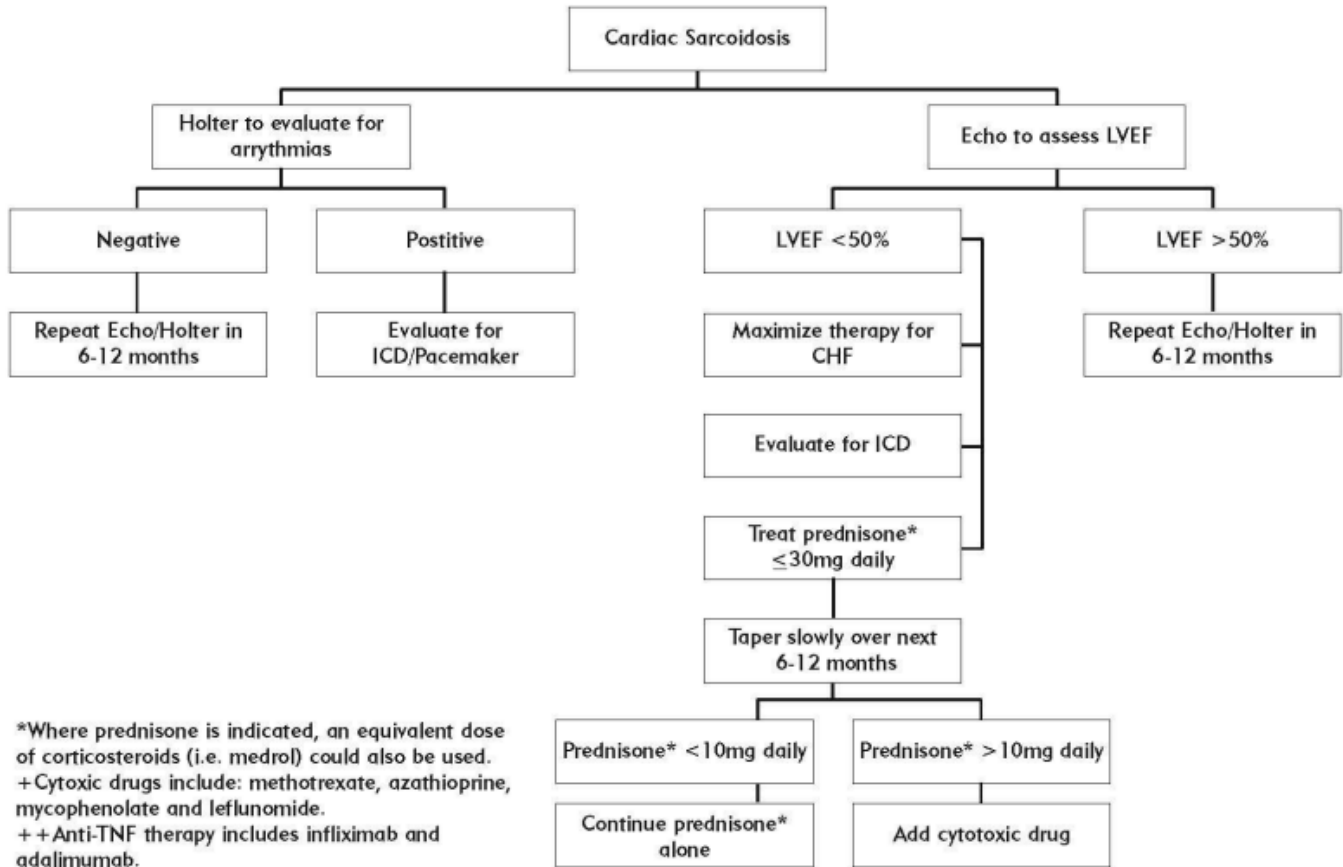 Cardiac Sarcoidosis
Holter to evaluate for
arrythmias
Echo to assess LVEF
Negative
Postitive
LVEF <50%
LVEF >50%
Repeat Echo/Holter in
6-12 months
Evaluate for
ICD/Pacemaker
Maximize therapy for
CHF
Repeat Echo/Holter in
6-12 months
Evaluate for ICD
Treat prednisone*
≤30mg daily
Taper slowly over next
6-12 months
Prednisone* <10mg daily
Prednisone* >10mg daily
Continue prednisone*
alone
Add cytotoxic drug
*Where prednisone is indicated, an equivalent dose
of corticosteroids (i.e. medrol) could also be used.
+Cytoxic drugs include: methotrexate, azathioprine,
mycophenolate and leflunomide.
++Anti-TNF therapy includes infliximab and
adalimumab.